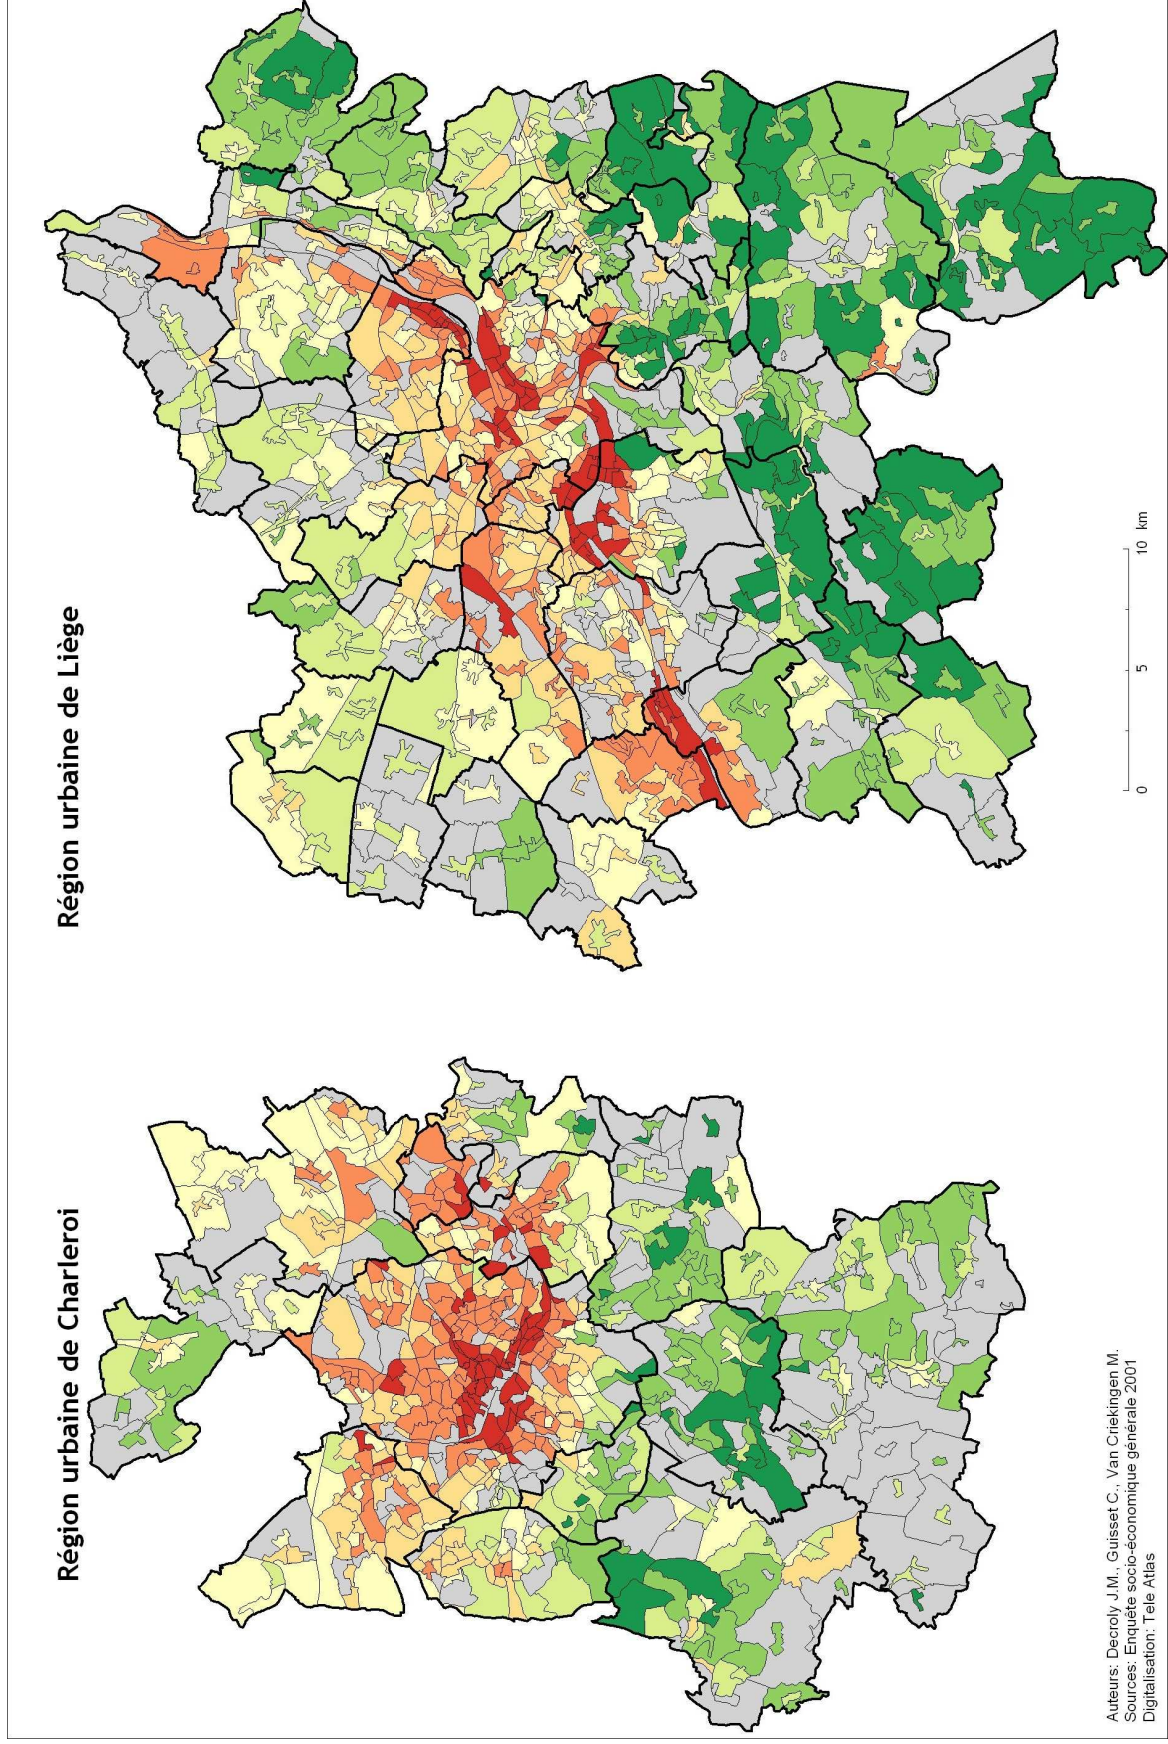 Région urbaine de Charleroi
Région urbaine de Liège
0 5 10 km
Auteurs: Decroly J.M., Guisset C., Van Criekingen M.
Sources: Enquête socio-économique générale 2001
Digitalisation: Tele Atlas